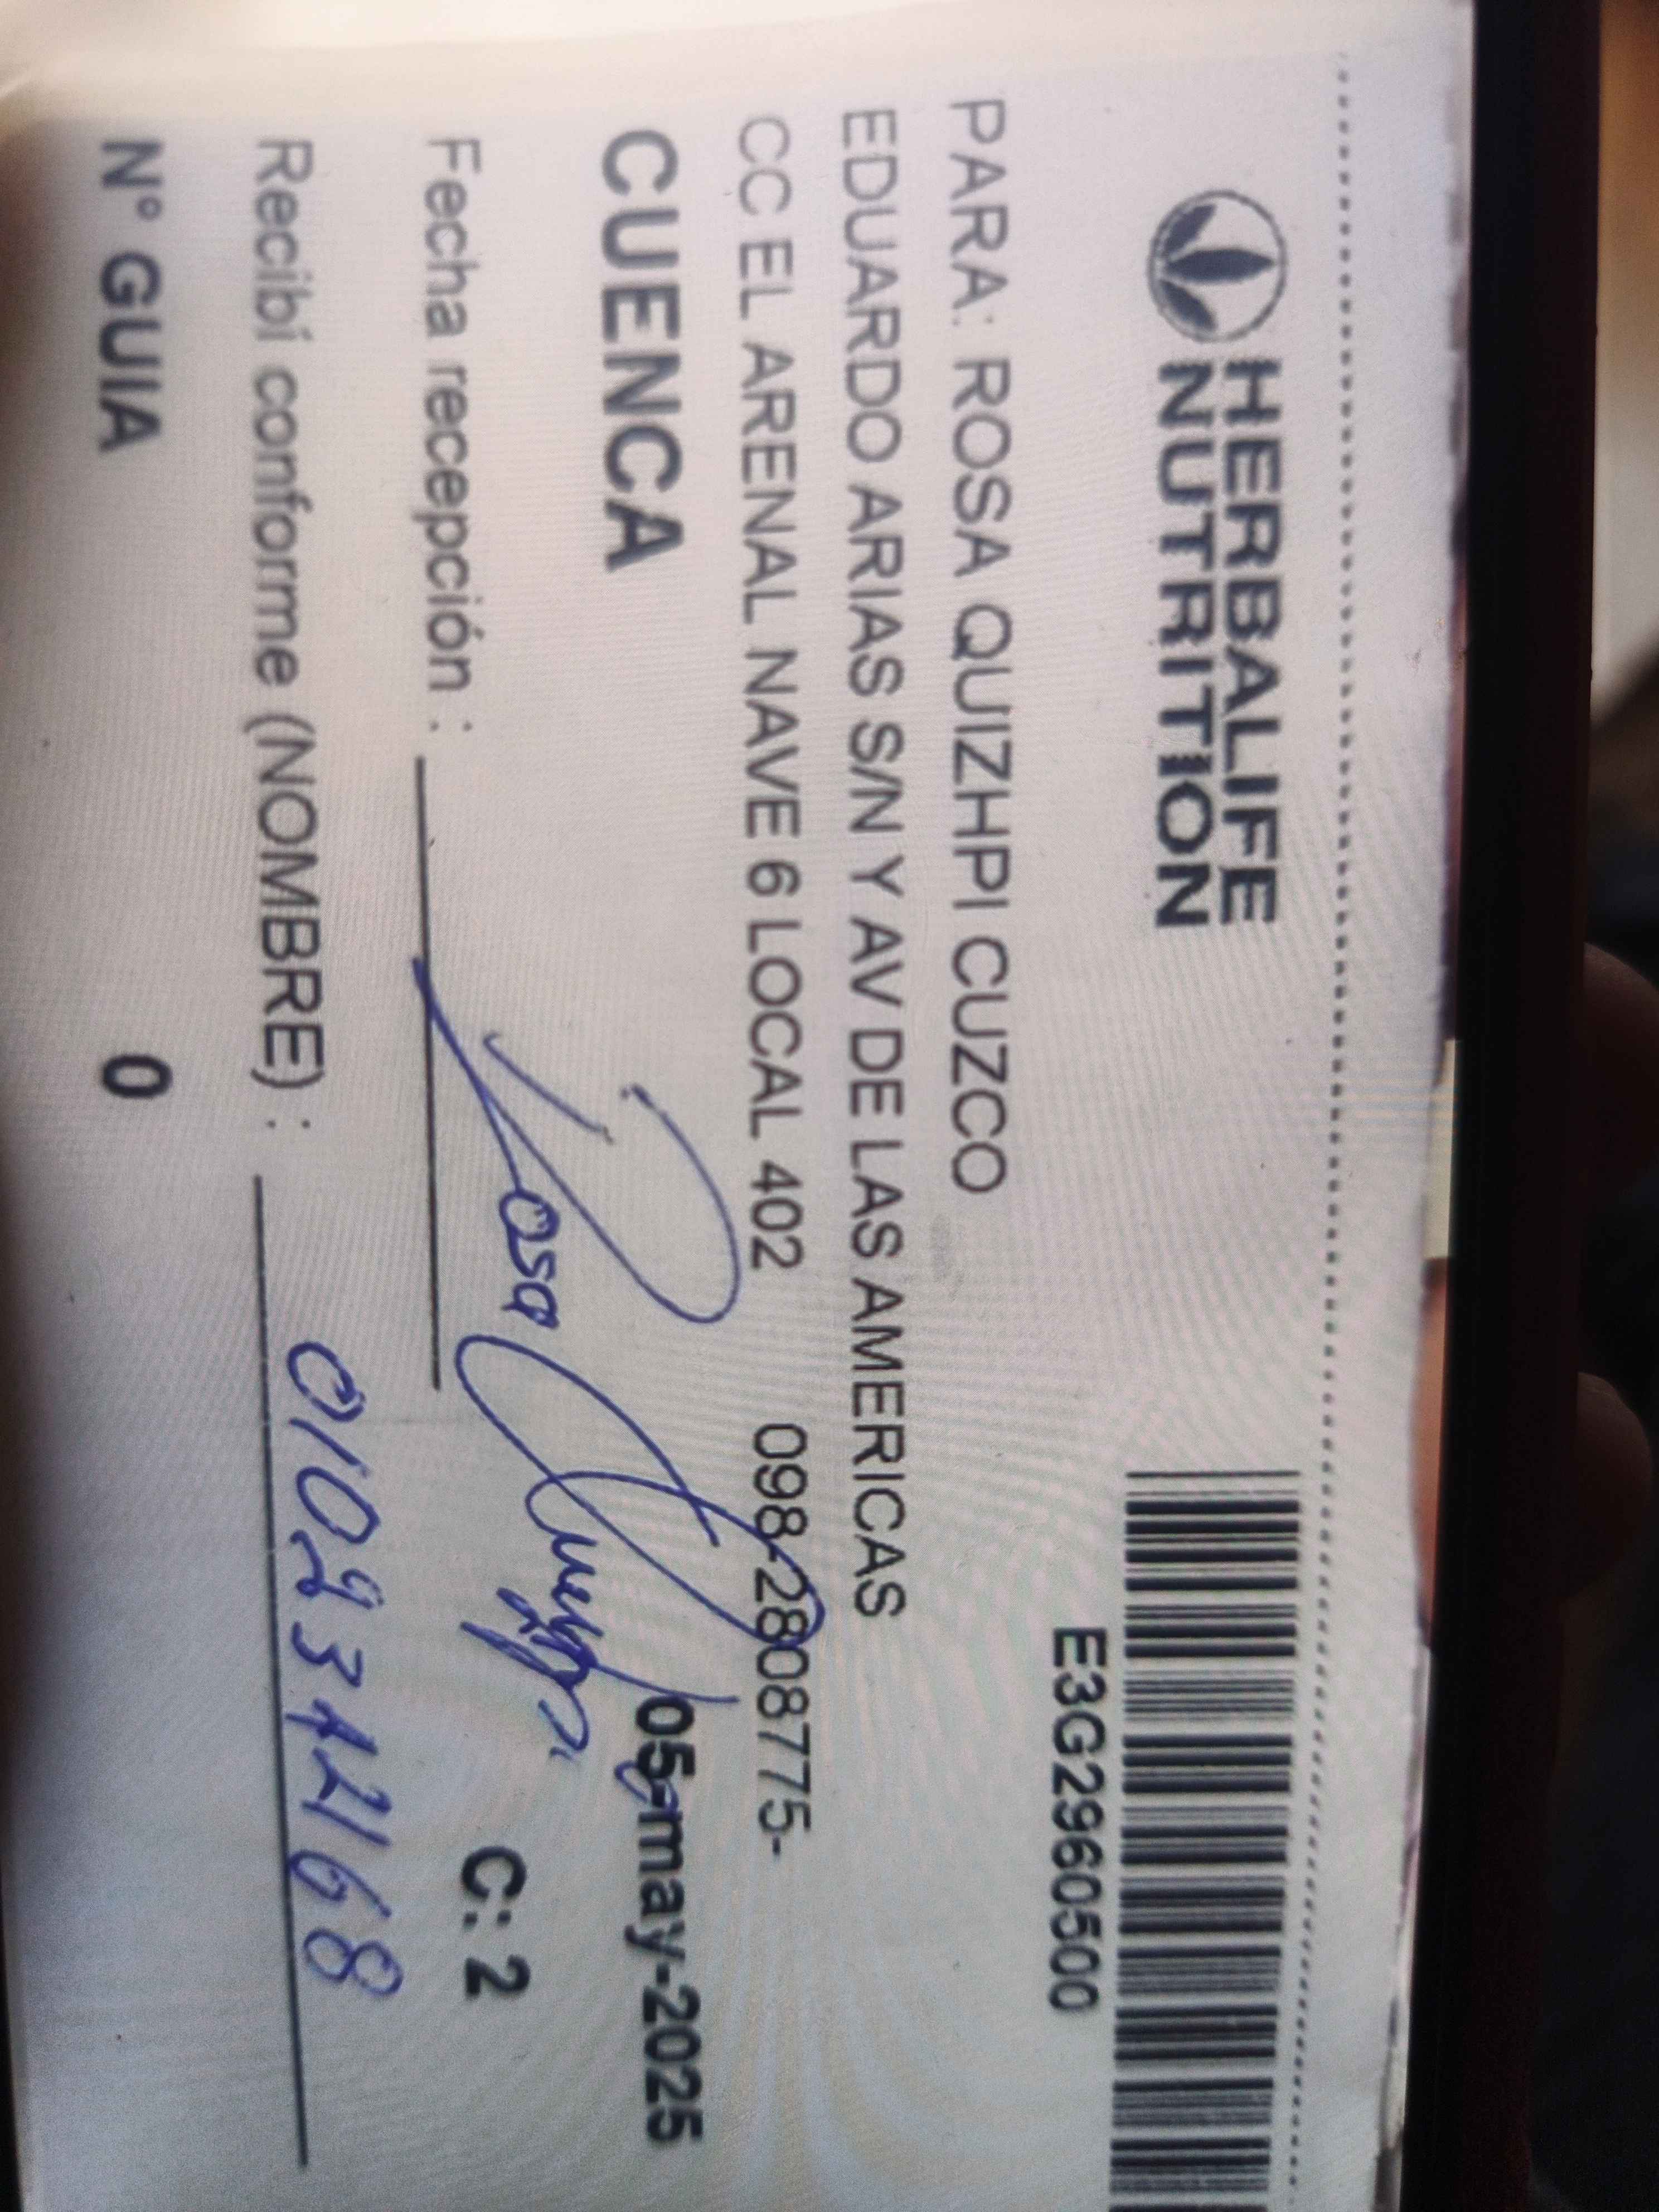 HERBALIFE
NUTRITION
E3G2960500
PARA: ROSA QUIZHPI CUZCO
EDUARDO ARIAS S/N Y AV DE LAS AMERICAS
CC EL ARENAL NAVE 6 LOCAL 402 098-2808775-
CUENCA 05-may-2025
Fecha recepción : Rosa C: 2
Recibí conforme (NOMBRE) :
N° GUIA 0